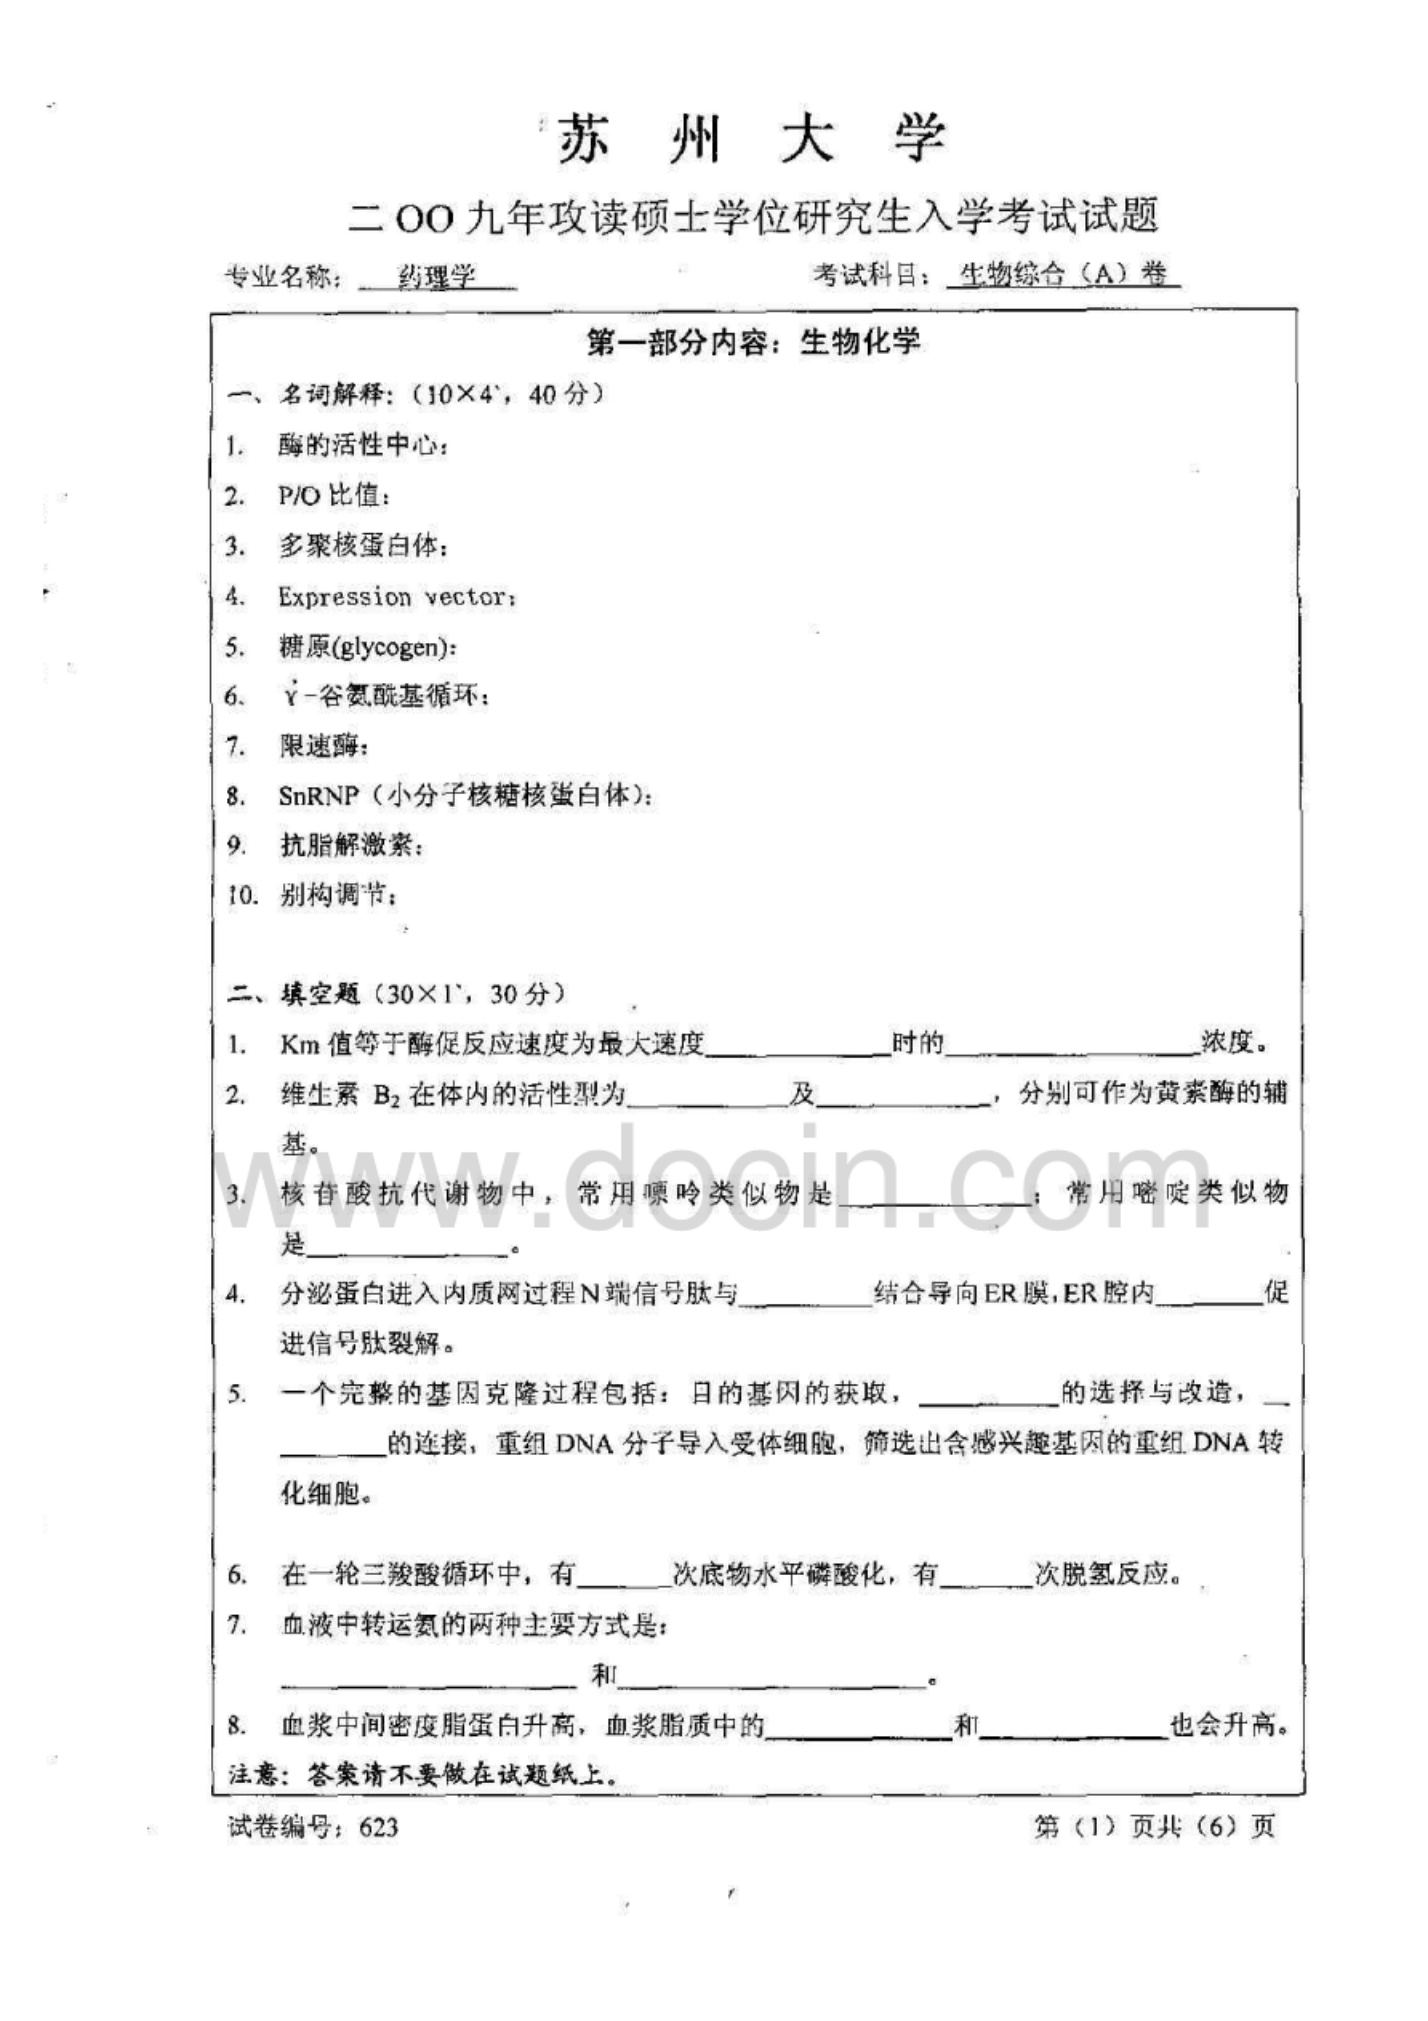 苏 州 大 学
二OO九年攻读硕士学位研究生入学考试试题
专业名称： 药理学 考试科目： 生物综合（A）卷
第一部分内容：生物化学
一、名词解释:（10×4`，40分）
1. 酶的活性中心：
2. P/O 比值：
3. 多聚核蛋白体：
4. Expression vector：
5. 糖原(glycogen)：
6、 γ-谷氨酰基循环：
7. 限速酶：
8. SnRNP（小分子核糖核蛋白体）：
9. 抗脂解激素：
10. 别构调节：
二、填空题（30×1`，30分）
1. Km 值等于酶促反应速度为最大速度____________时的____________浓度。
2. 维生素 B₂ 在体内的活性型为____________及____________，分别可作为黄素酶的辅
基。
3. 核苷酸抗代谢物中，常用嘌呤类似物是____________；常用嘧啶类似物
是____________。
4. 分泌蛋白进入内质网过程N端信号肽与________结合导向ER膜,ER腔内________促
进信号肽裂解。
5. 一个完整的基因克隆过程包括：目的基因的获取，________的选择与改造，__
________的连接，重组 DNA 分子导入受体细胞，筛选出含感兴趣基因的重组 DNA 转
化细胞。
6. 在一轮三羧酸循环中，有______次底物水平磷酸化，有______次脱氢反应。
7. 血液中转运氨的两种主要方式是：
____________________ 和____________________。
8. 血浆中间密度脂蛋白升高，血浆脂质中的____________和____________也会升高。
注意：答案请不要做在试题纸上。
试卷编号：623 第（1）页共（6）页
www.docin.com